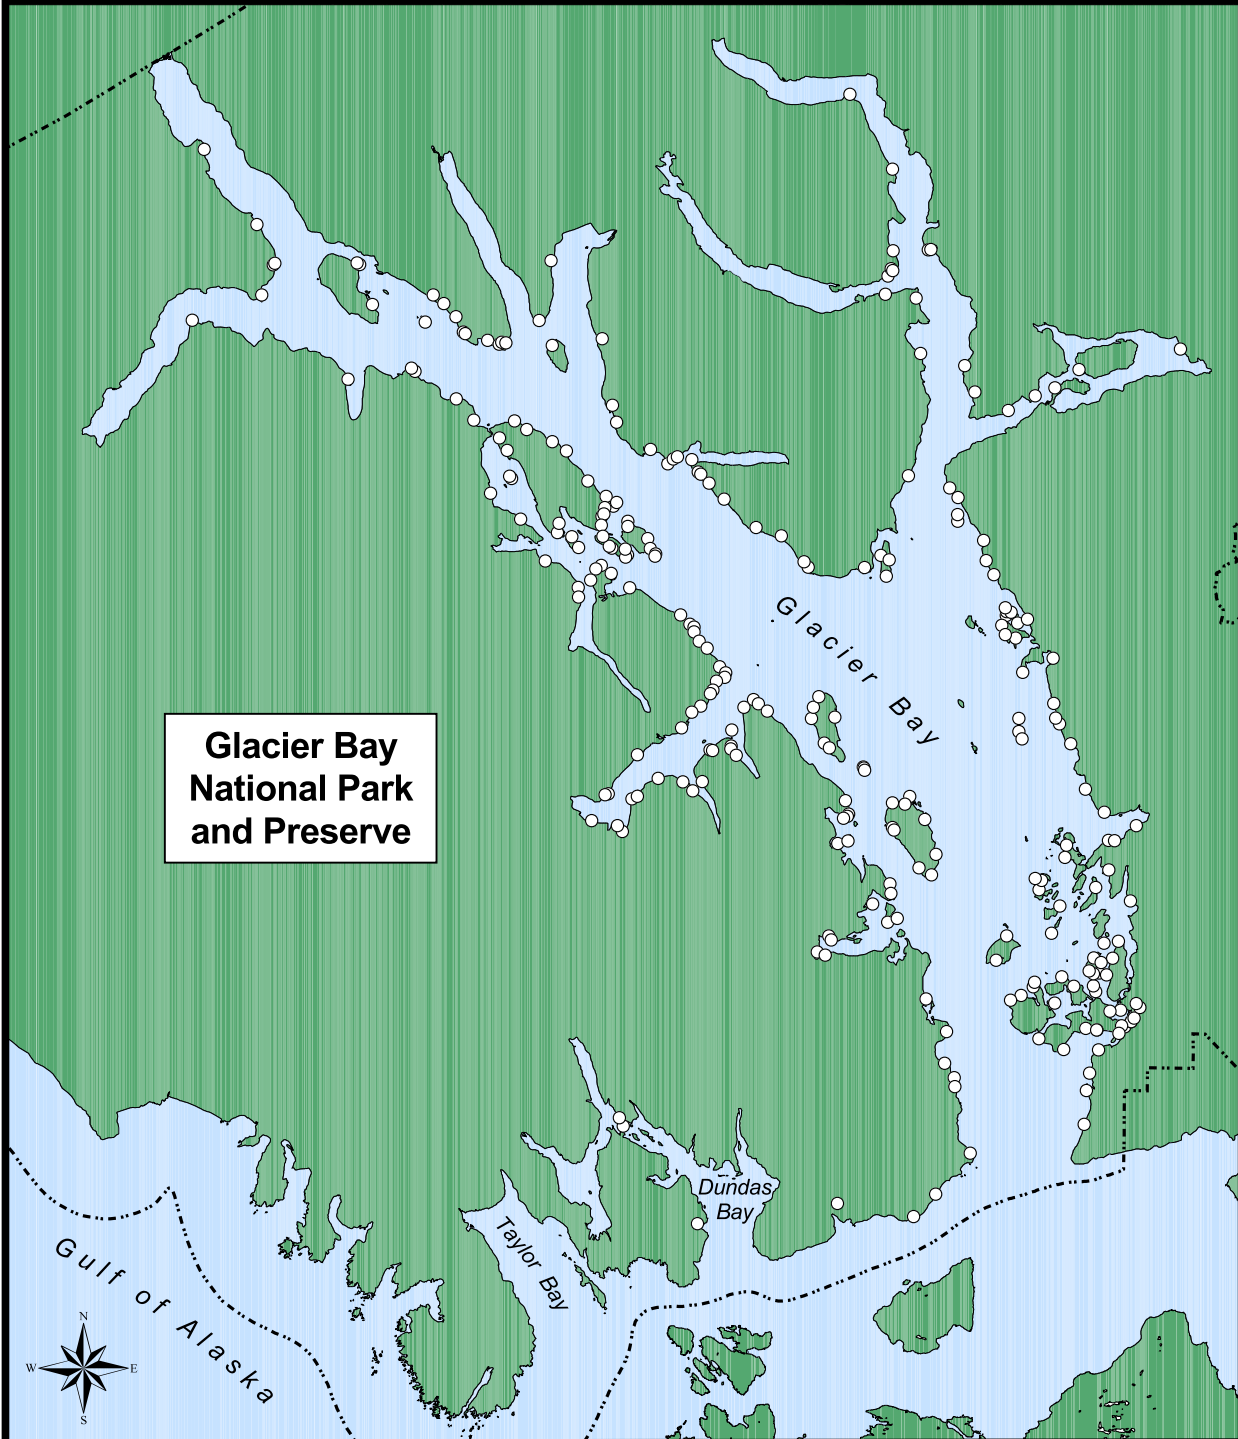 Glacier Bay
Glacier Bay
National Park
and Preserve
Dundas
Bay
Taylor Bay
Gulf of Alaska
N
W E
S